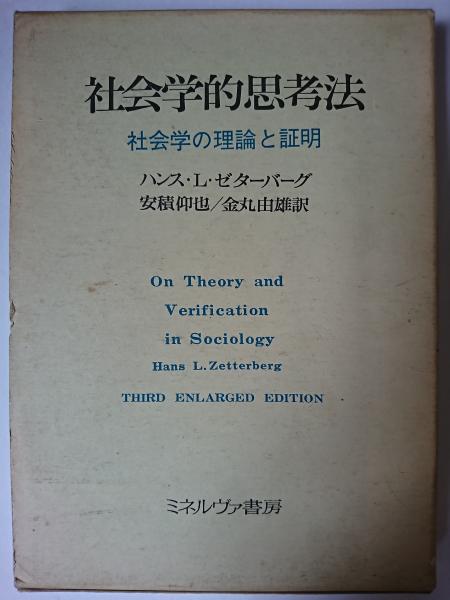 社会学的思考法
社会学の理論と証明
ハンス・L・ゼターバーグ
安積仰也/金丸由雄訳
On Theory and
Verification
in Sociology
Hans L. Zetterberg
THIRD ENLARGED EDITION
ミネルヴァ書房